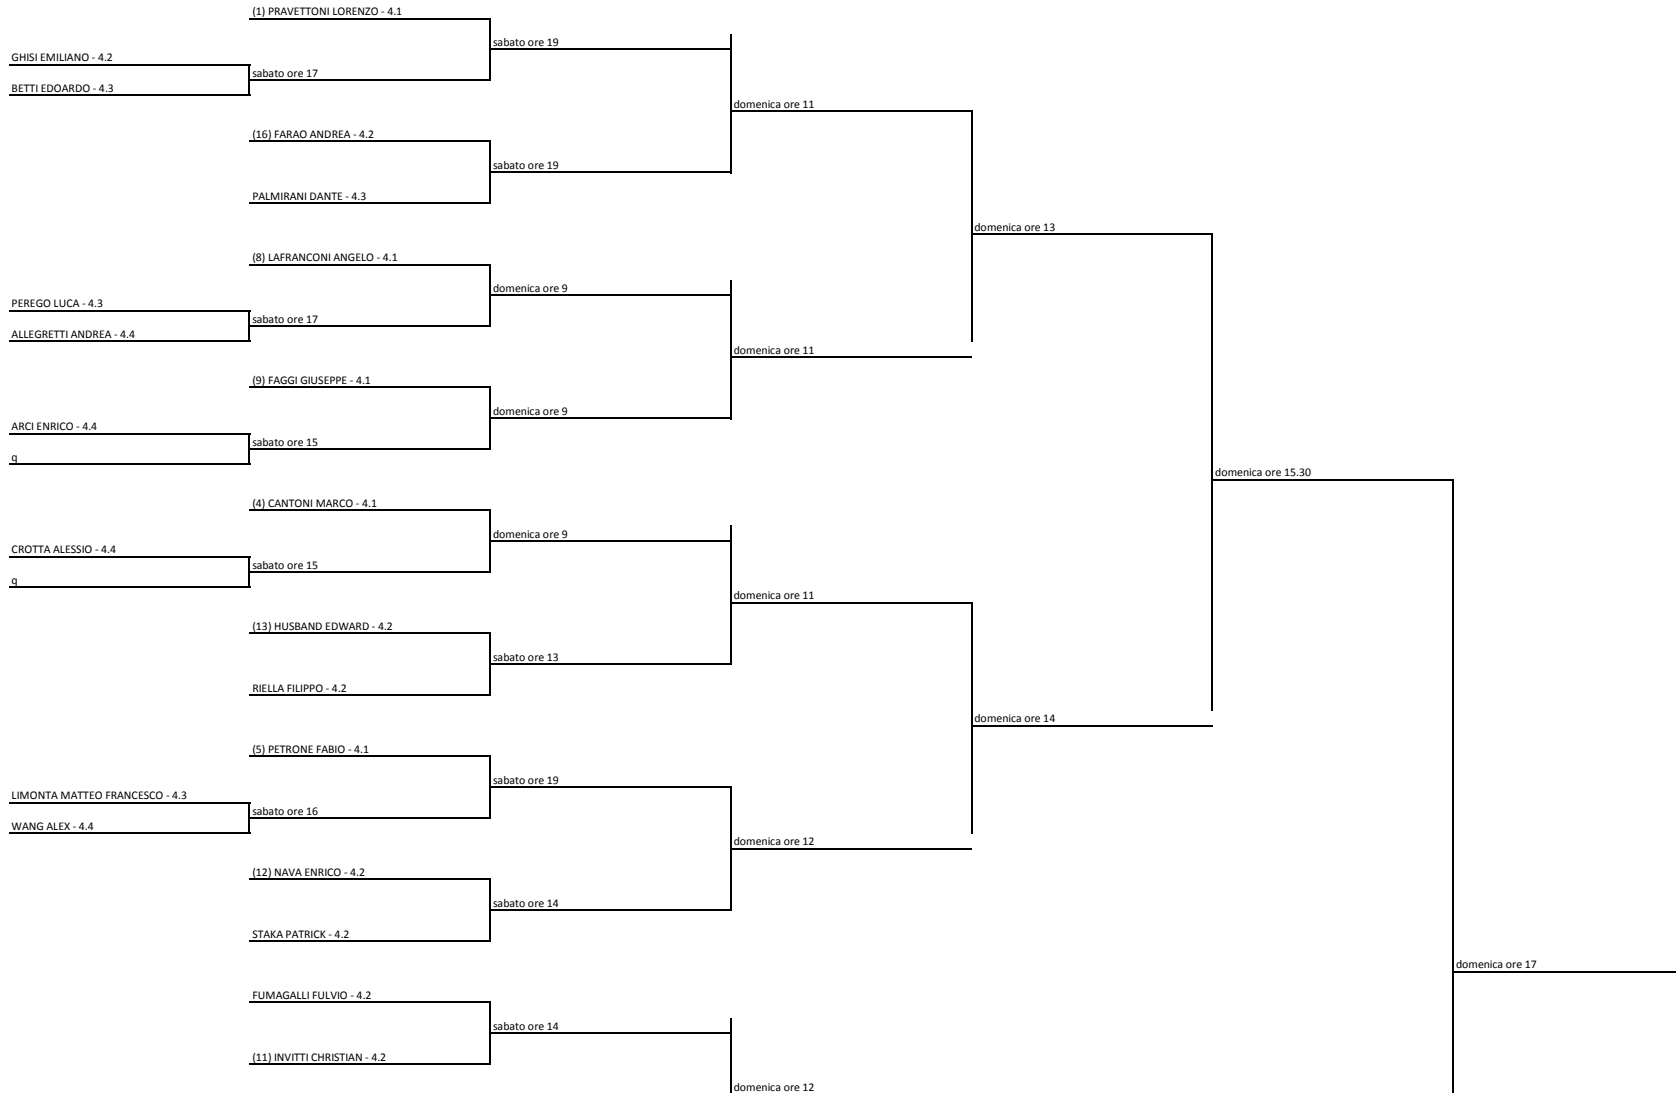 (1) PRAVETTONI LORENZO - 4.1
sabato ore 19
GHISI EMILIANO - 4.2
sabato ore 17
BETTI EDOARDO - 4.3
domenica ore 11
(16) FARAO ANDREA - 4.2
sabato ore 19
PALMIRANI DANTE - 4.3
domenica ore 13
(8) LAFRANCONI ANGELO - 4.1
domenica ore 9
PEREGO LUCA - 4.3
sabato ore 17
ALLEGRETTI ANDREA - 4.4
domenica ore 11
(9) FAGGI GIUSEPPE - 4.1
domenica ore 9
ARCI ENRICO - 4.4
sabato ore 15
q
domenica ore 15.30
(4) CANTONI MARCO - 4.1
domenica ore 9
CROTTA ALESSIO - 4.4
sabato ore 15
q
domenica ore 11
(13) HUSBAND EDWARD - 4.2
sabato ore 13
RIELLA FILIPPO - 4.2
domenica ore 14
(5) PETRONE FABIO - 4.1
sabato ore 19
LIMONTA MATTEO FRANCESCO - 4.3
sabato ore 16
WANG ALEX - 4.4
domenica ore 12
(12) NAVA ENRICO - 4.2
sabato ore 14
STAKA PATRICK - 4.2
domenica ore 17
FUMAGALLI FULVIO - 4.2
sabato ore 14
(11) INVITTI CHRISTIAN - 4.2
domenica ore 12